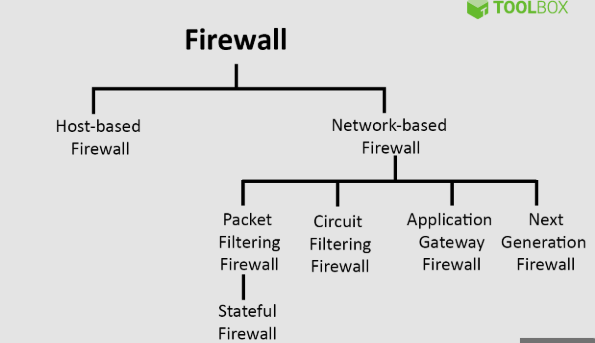 TOOLBOX
Firewall
Host-based
Firewall
Network-based
Firewall
Packet
Filtering
Firewall
Circuit
Filtering
Firewall
Application
Gateway
Firewall
Next
Generation
Firewall
Stateful
Firewall